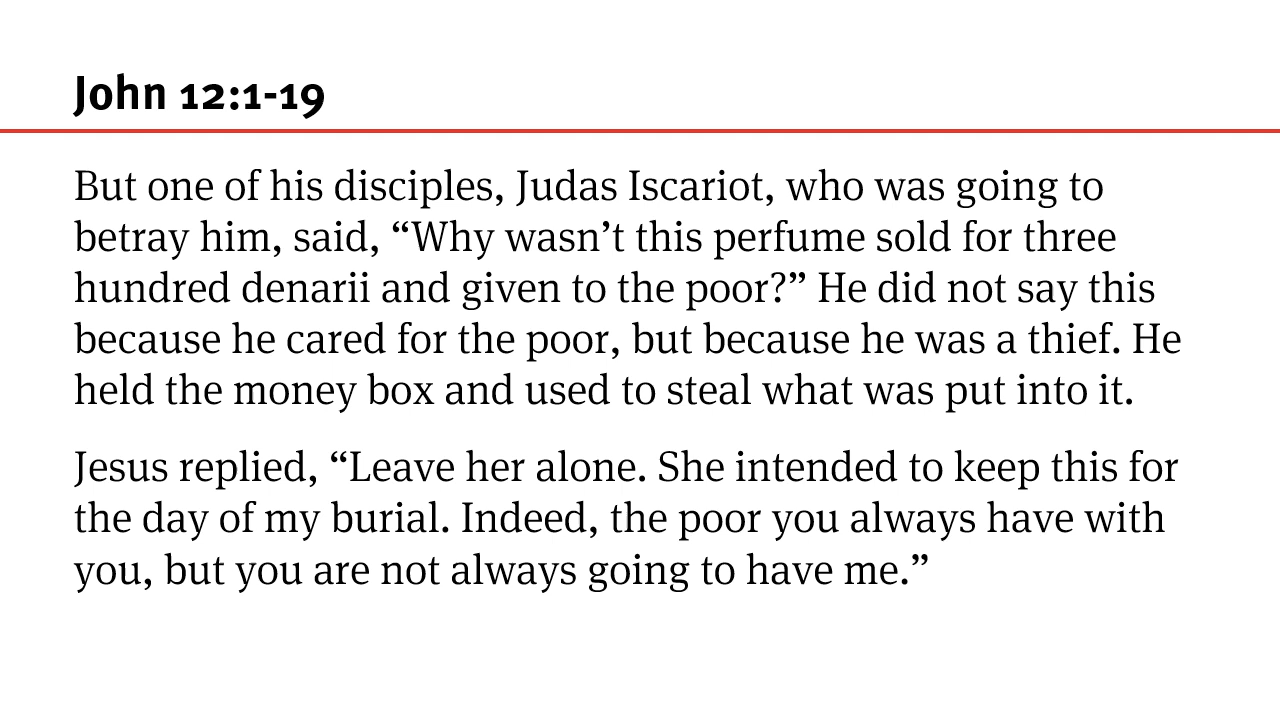 John 12:1-19
But one of his disciples, Judas Iscariot, who was going to
betray him, said, “Why wasn’t this perfume sold for three
hundred denarii and given to the poor?” He did not say this
because he cared for the poor, but because he was a thief. He
held the money box and used to steal what was put into it.
Jesus replied, “Leave her alone. She intended to keep this for
the day of my burial. Indeed, the poor you always have with
you, but you are not always going to have me.”